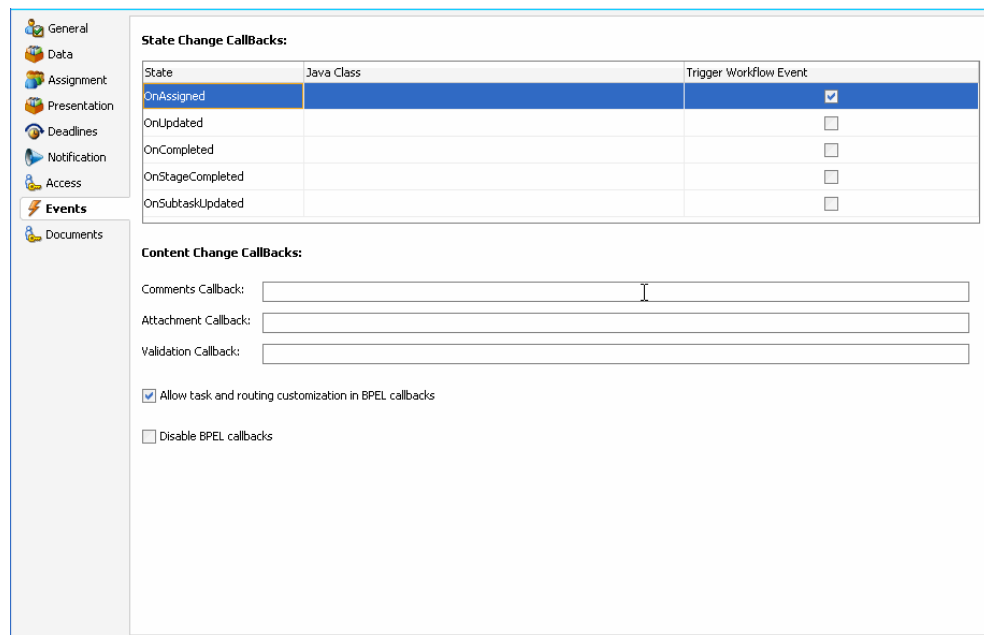 General
Data
Assignment
Presentation
Deadlines
Notification
Access
Events
Documents
State Change CallBacks:
State Java Class Trigger Workflow Event
OnAssigned
OnUpdated
OnCompleted
OnStageCompleted
OnSubtaskUpdated
Content Change CallBacks:
Comments Callback:
Attachment Callback:
Validation Callback:
Allow task and routing customization in BPEL callbacks
Disable BPEL callbacks